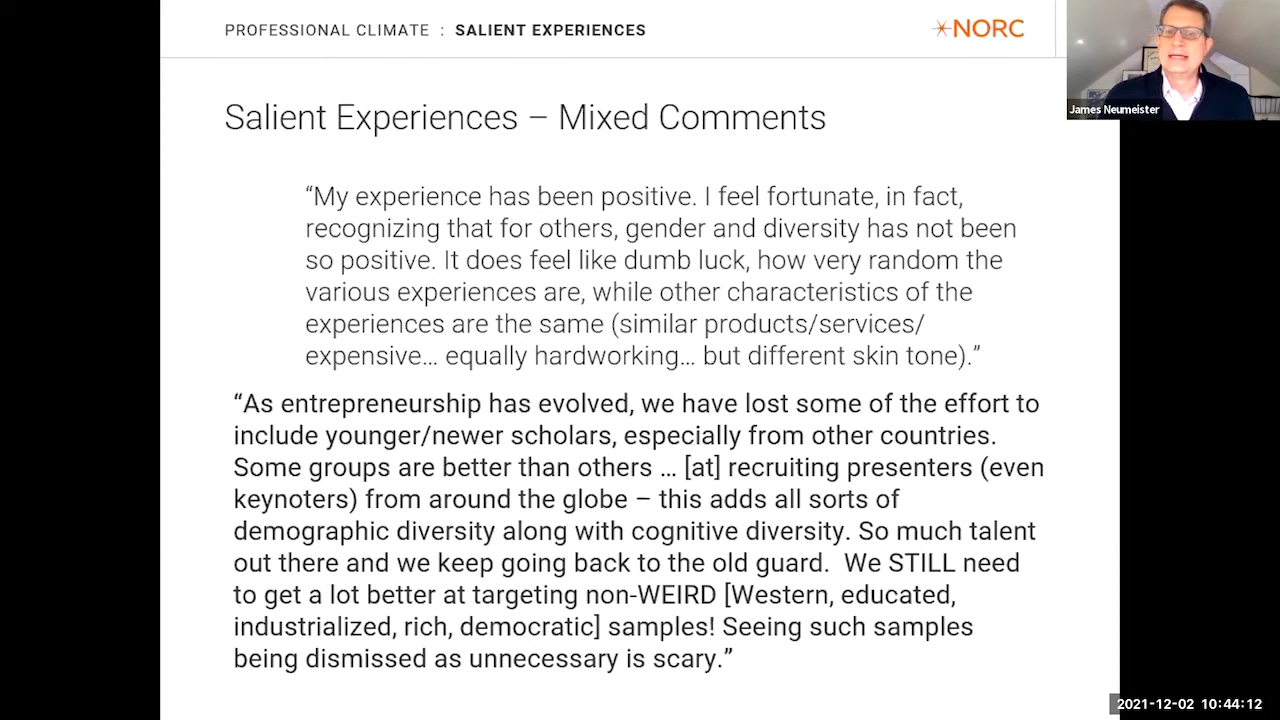 PROFESSIONAL CLIMATE : SALIENT EXPERIENCES
NORC
James Neumeister
Salient Experiences – Mixed Comments
“My experience has been positive. I feel fortunate, in fact,
recognizing that for others, gender and diversity has not been
so positive. It does feel like dumb luck, how very random the
various experiences are, while other characteristics of the
experiences are the same (similar products/services/
expensive… equally hardworking… but different skin tone).”
“As entrepreneurship has evolved, we have lost some of the effort to
include younger/newer scholars, especially from other countries.
Some groups are better than others … [at] recruiting presenters (even
keynoters) from around the globe – this adds all sorts of
demographic diversity along with cognitive diversity. So much talent
out there and we keep going back to the old guard.  We STILL need
to get a lot better at targeting non-WEIRD [Western, educated,
industrialized, rich, democratic] samples! Seeing such samples
being dismissed as unnecessary is scary.”
2021-12-02 10:44:12